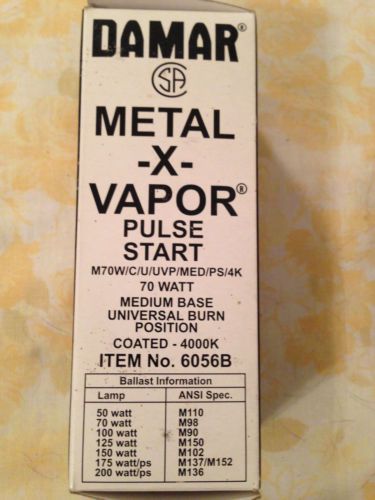 DAMAR®
CSA
METAL
-X-
VAPOR®
PULSE
START
M70W/C/U/UVP/MED/PS/4K
70 WATT
MEDIUM BASE
UNIVERSAL BURN
POSITION
COATED - 4000K
ITEM No. 6056B
Ballast Information
Lamp ANSI Spec.
50 watt M110
70 watt M98
100 watt M90
125 watt M150
150 watt M102
175 watt/ps M137/M152
200 watt/ps M136